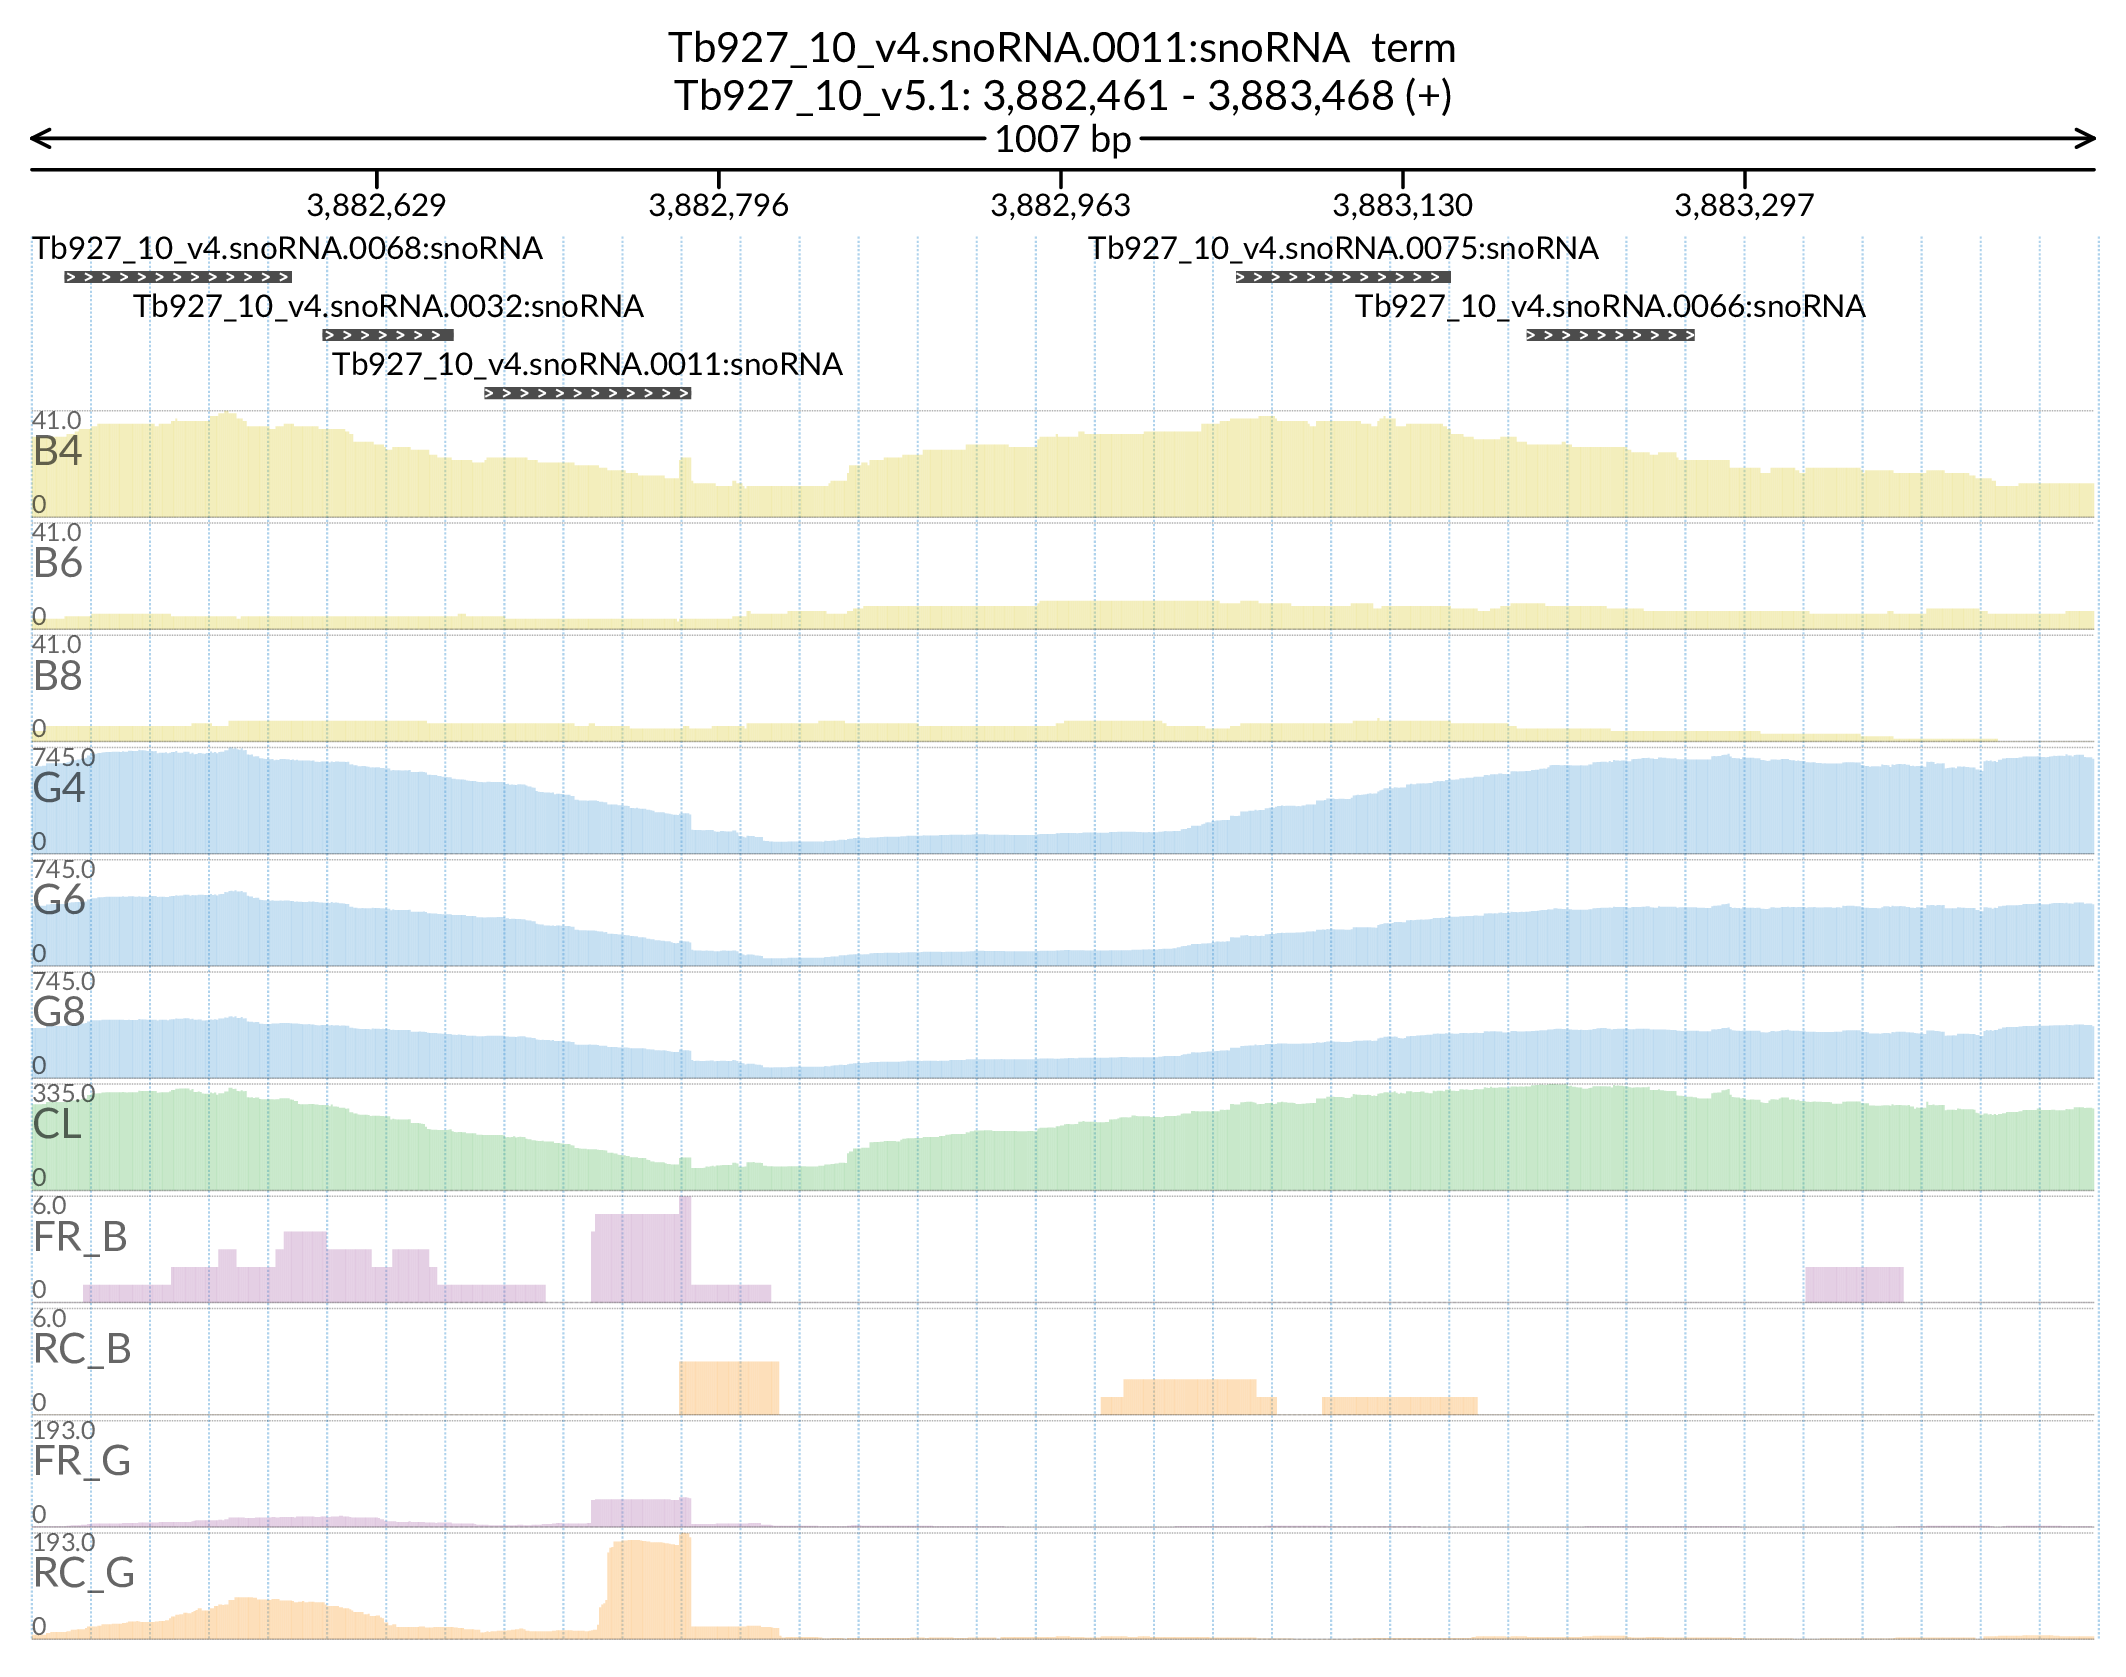 Tb927_10_v4.snoRNA.0011:snoRNA  term
Tb927_10_v5.1: 3,882,461 - 3,883,468 (+)
1007 bp
3,882,629 3,882,796 3,882,963 3,883,130 3,883,297
Tb927_10_v4.snoRNA.0068:snoRNA Tb927_10_v4.snoRNA.0075:snoRNA
Tb927_10_v4.snoRNA.0032:snoRNA Tb927_10_v4.snoRNA.0066:snoRNA
Tb927_10_v4.snoRNA.0011:snoRNA
41.0
B4
0
41.0
B6
0
41.0
B8
0
745.0
G4
0
745.0
G6
0
745.0
G8
0
335.0
CL
0
6.0
FR_B
0
6.0
RC_B
0
193.0
FR_G
0
193.0
RC_G
0